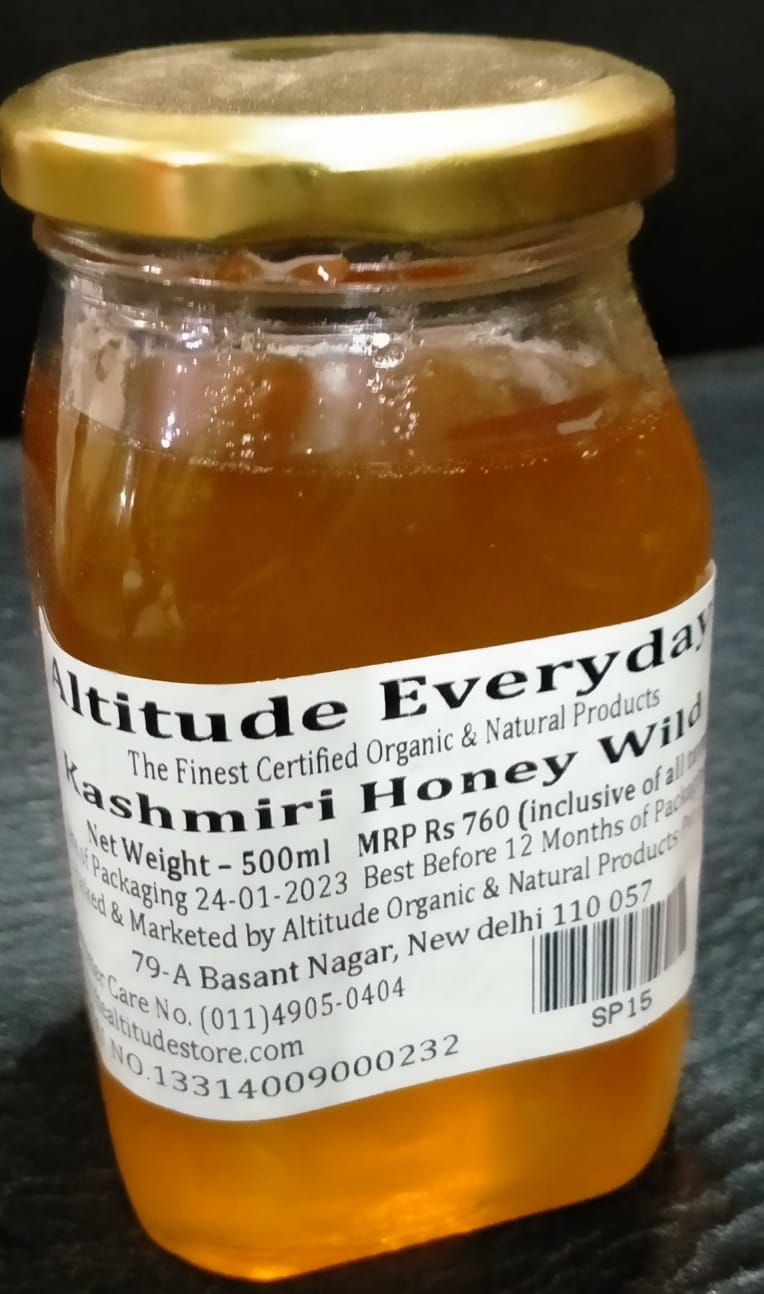 Altitude Everyday
The Finest Certified Organic & Natural Products
Kashmiri Honey Wild
Net Weight – 500ml MRP Rs 760 (inclusive of all
Packaging 24-01-2023 Best Before 12 Months of
& Marketed by Altitude Organic & Natural Products
79-A Basant Nagar, New delhi 110 057
Care No. (011)4905-0404
SP15
NO.13314009000232